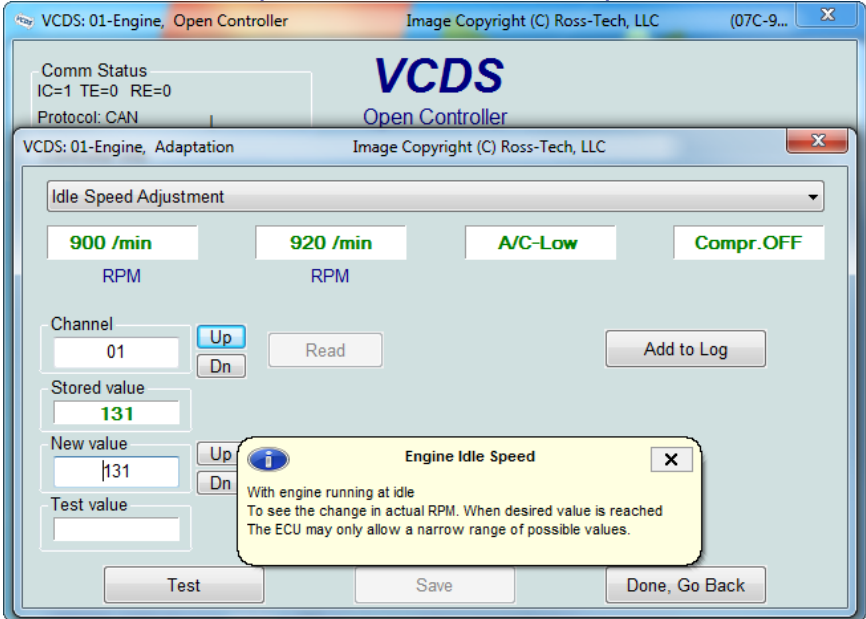 VCDS: 01-Engine, Open Controller Image Copyright (C) Ross-Tech, LLC (07C-9...
Comm Status
IC=1 TE=0 RE=0
Protocol: CAN
VCDS
Open Controller
VCDS: 01-Engine, Adaptation Image Copyright (C) Ross-Tech, LLC
Idle Speed Adjustment
900 /min 920 /min A/C-Low Compr.OFF
RPM RPM
Channel
01 Up Dn Read Add to Log
Stored value
131
New value
131 Up Dn
Test value
Engine Idle Speed
With engine running at idle
To see the change in actual RPM. When desired value is reached
The ECU may only allow a narrow range of possible values.
Test Save Done, Go Back